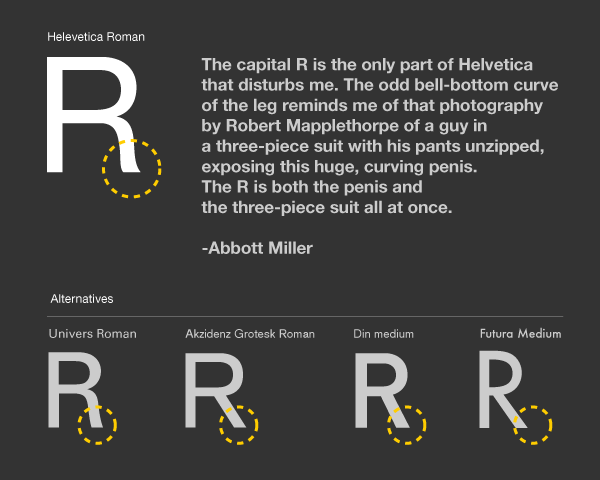 Helevetica Roman
R
The capital R is the only part of Helvetica
that disturbs me. The odd bell-bottom curve
of the leg reminds me of that photography
by Robert Mapplethorpe of a guy in
a three-piece suit with his pants unzipped,
exposing this huge, curving penis.
The R is both the penis and
the three-piece suit all at once.
-Abbott Miller
Alternatives
Univers Roman
Akzidenz Grotesk Roman
Din medium
Futura Medium
R
R
R
R